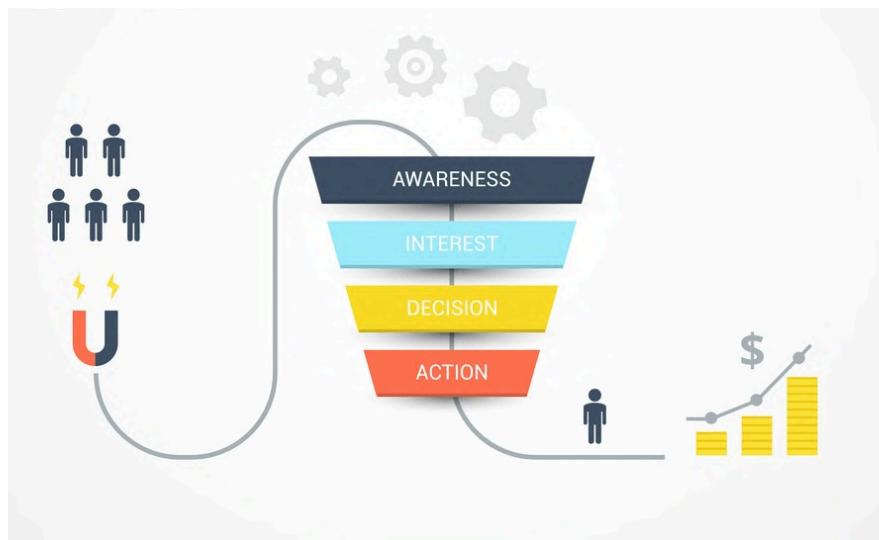 AWARENESS
INTEREST
DECISION
ACTION
$